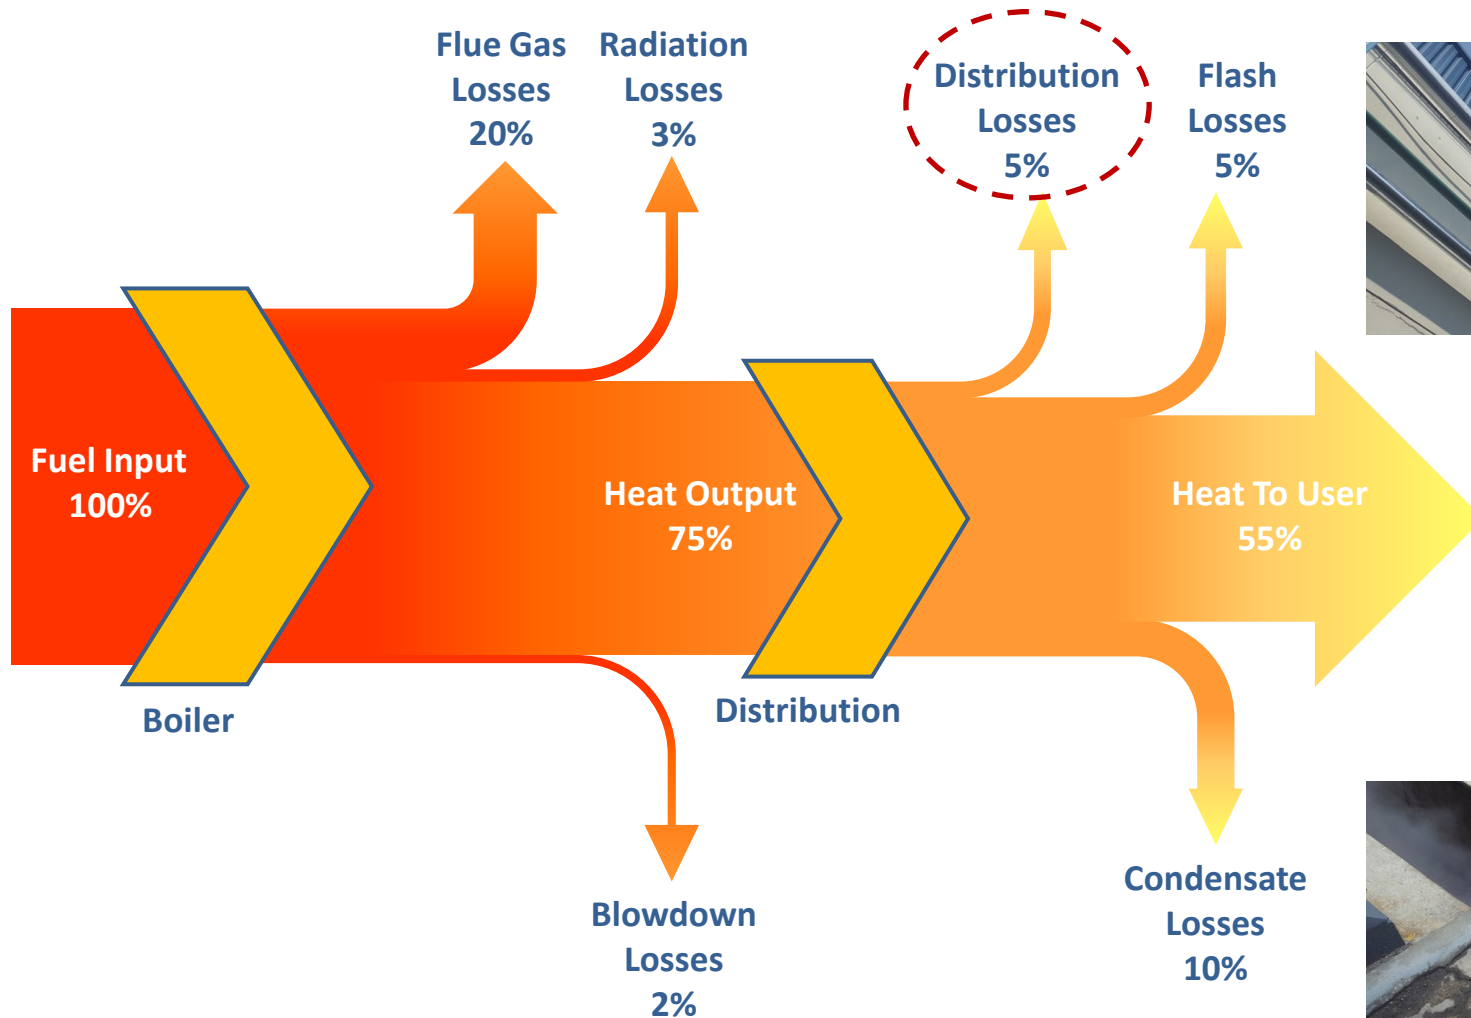 Flue Gas
Losses
20%
Radiation
Losses
3%
Distribution
Losses
5%
Flash
Losses
5%
Fuel Input
100%
Heat Output
75%
Heat To User
55%
Boiler
Distribution
Blowdown
Losses
2%
Condensate
Losses
10%